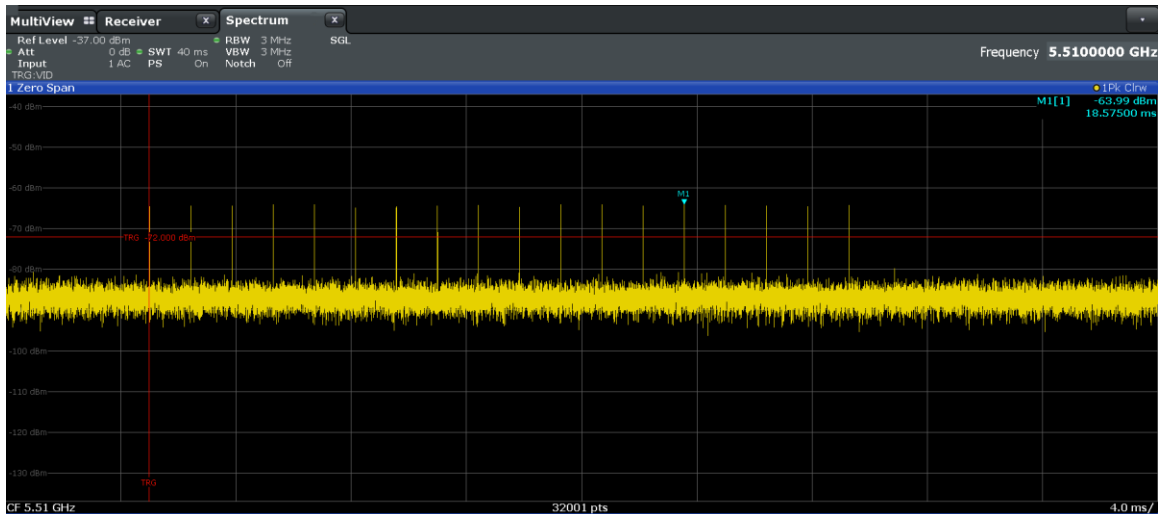 MultiView Receiver X Spectrum X
Ref Level -37.00 dBm RBW 3 MHz SGL
Att 0 dB SWT 40 ms VBW 3 MHz
Input 1 AC PS On Notch Off
TRG:VID
Frequency 5.5100000 GHz
1 Zero Span 1Pk Clrw
M1[1] -63.99 dBm
18.57500 ms
-40 dBm
-50 dBm
-60 dBm
M1
-70 dBm
TRG -72.000 dBm
-80 dBm
-100 dBm
-110 dBm
-120 dBm
-130 dBm
TRG
CF 5.51 GHz 32001 pts 4.0 ms/